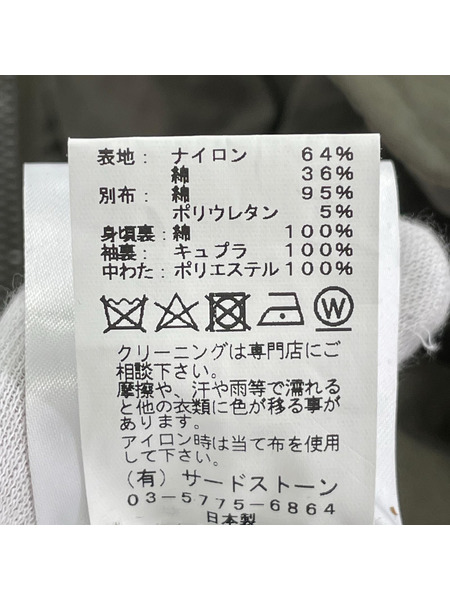 表地： ナイロン 64%
綿 36%
別布： 綿 95%
ポリウレタン 5%
身頃裏：綿 100%
袖裏： キュプラ 100%
中わた：ポリエステル100%
W
クリーニングは専門店にご
相談下さい。
摩擦や、汗や雨等で濡れる
と他の衣類に色が移る事が
あります。
アイロン時は当て布を使用
して下さい。
(有) サードストーン
03-5775-6864
日本製